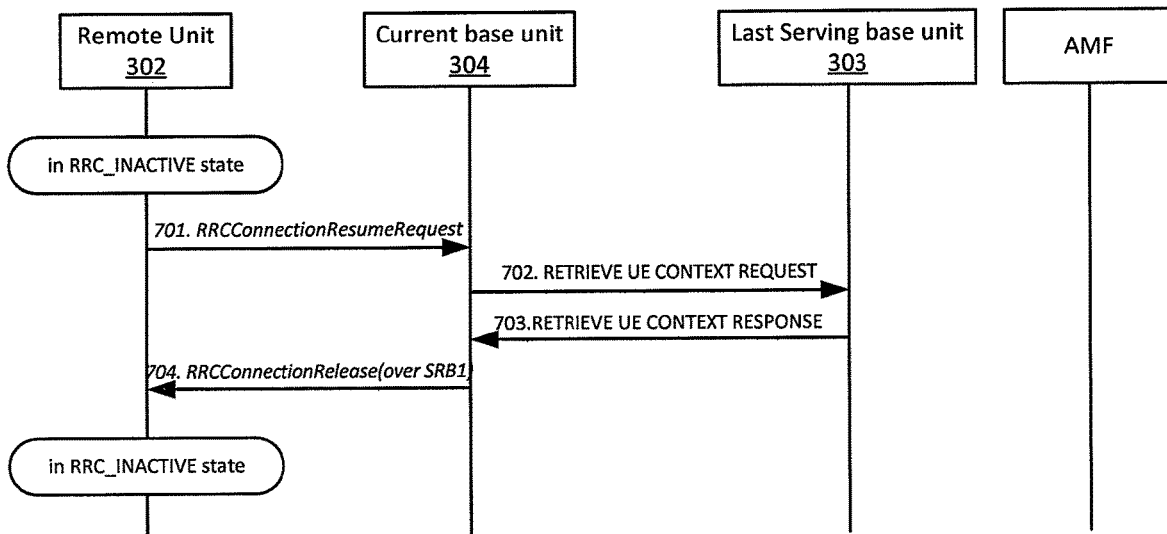 Remote Unit
302
Current base unit
304
Last Serving base unit
303
AMF
in RRC_INACTIVE state
701. RRCConnectionResumeRequest
702. RETRIEVE UE CONTEXT REQUEST
703.RETRIEVE UE CONTEXT RESPONSE
704. RRCConnectionRelease(over SRB1)
in RRC_INACTIVE state